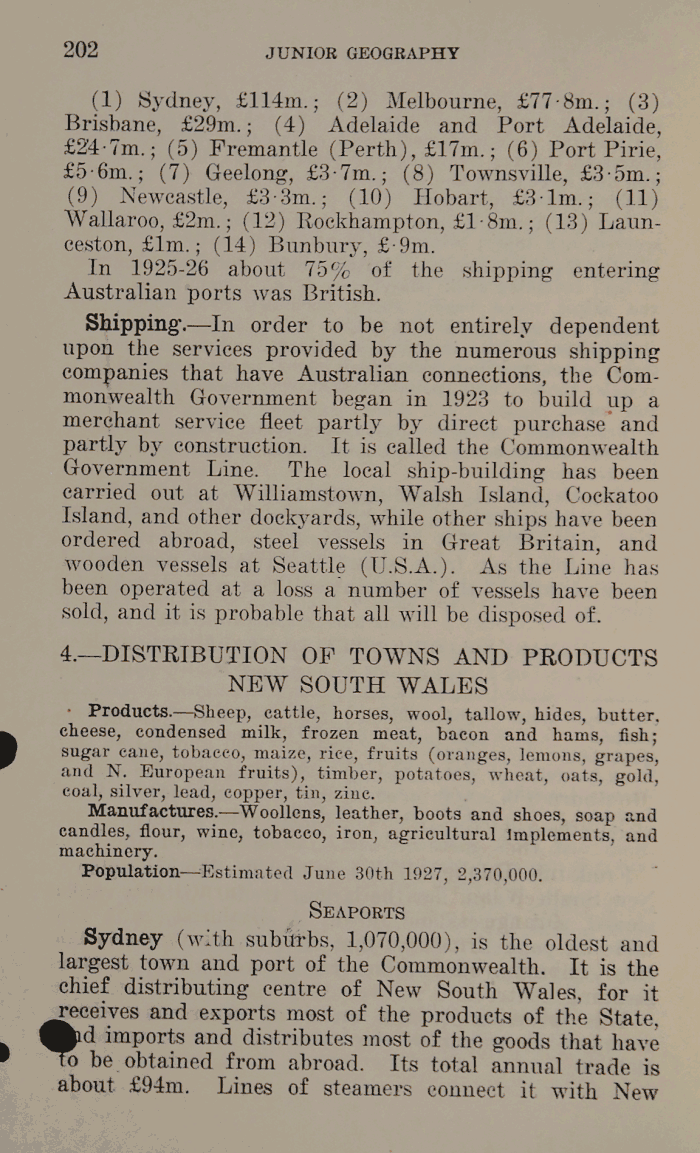 202 JUNIOR GEOGRAPHY
(1) Sydney, £114m.; (2) Melbourne, £77·8m.; (3)
Brisbane, £29m.; (4) Adelaide and Port Adelaide,
£24·7m.; (5) Fremantle (Perth), £17m.; (6) Port Pirie,
£5·6m.; (7) Geelong, £3·7m.; (8) Townsville, £3·5m.;
(9) Newcastle, £3·3m.; (10) Hobart, £3·1m.; (11)
Wallaroo, £2m.; (12) Rockhampton, £1·8m.; (13) Laun-
ceston, £1m.; (14) Bunbury, £·9m.
In 1925-26 about 75% of the shipping entering
Australian ports was British.
Shipping.—In order to be not entirely dependent
upon the services provided by the numerous shipping
companies that have Australian connections, the Com-
monwealth Government began in 1923 to build up a
merchant service fleet partly by direct purchase and
partly by construction. It is called the Commonwealth
Government Line. The local ship-building has been
carried out at Williamstown, Walsh Island, Cockatoo
Island, and other dockyards, while other ships have been
ordered abroad, steel vessels in Great Britain, and
wooden vessels at Seattle (U.S.A.). As the Line has
been operated at a loss a number of vessels have been
sold, and it is probable that all will be disposed of.
4.—DISTRIBUTION OF TOWNS AND PRODUCTS
NEW SOUTH WALES
Products.—Sheep, cattle, horses, wool, tallow, hides, butter,
cheese, condensed milk, frozen meat, bacon and hams, fish;
sugar cane, tobacco, maize, rice, fruits (oranges, lemons, grapes,
and N. European fruits), timber, potatoes, wheat, oats, gold,
coal, silver, lead, copper, tin, zinc.
Manufactures.—Woollens, leather, boots and shoes, soap and
candles, flour, wine, tobacco, iron, agricultural implements, and
machinery.
Population—Estimated June 30th 1927, 2,370,000.
SEAPORTS
Sydney (with suburbs, 1,070,000), is the oldest and
largest town and port of the Commonwealth. It is the
chief distributing centre of New South Wales, for it
receives and exports most of the products of the State,
and imports and distributes most of the goods that have
to be obtained from abroad. Its total annual trade is
about £94m. Lines of steamers connect it with New